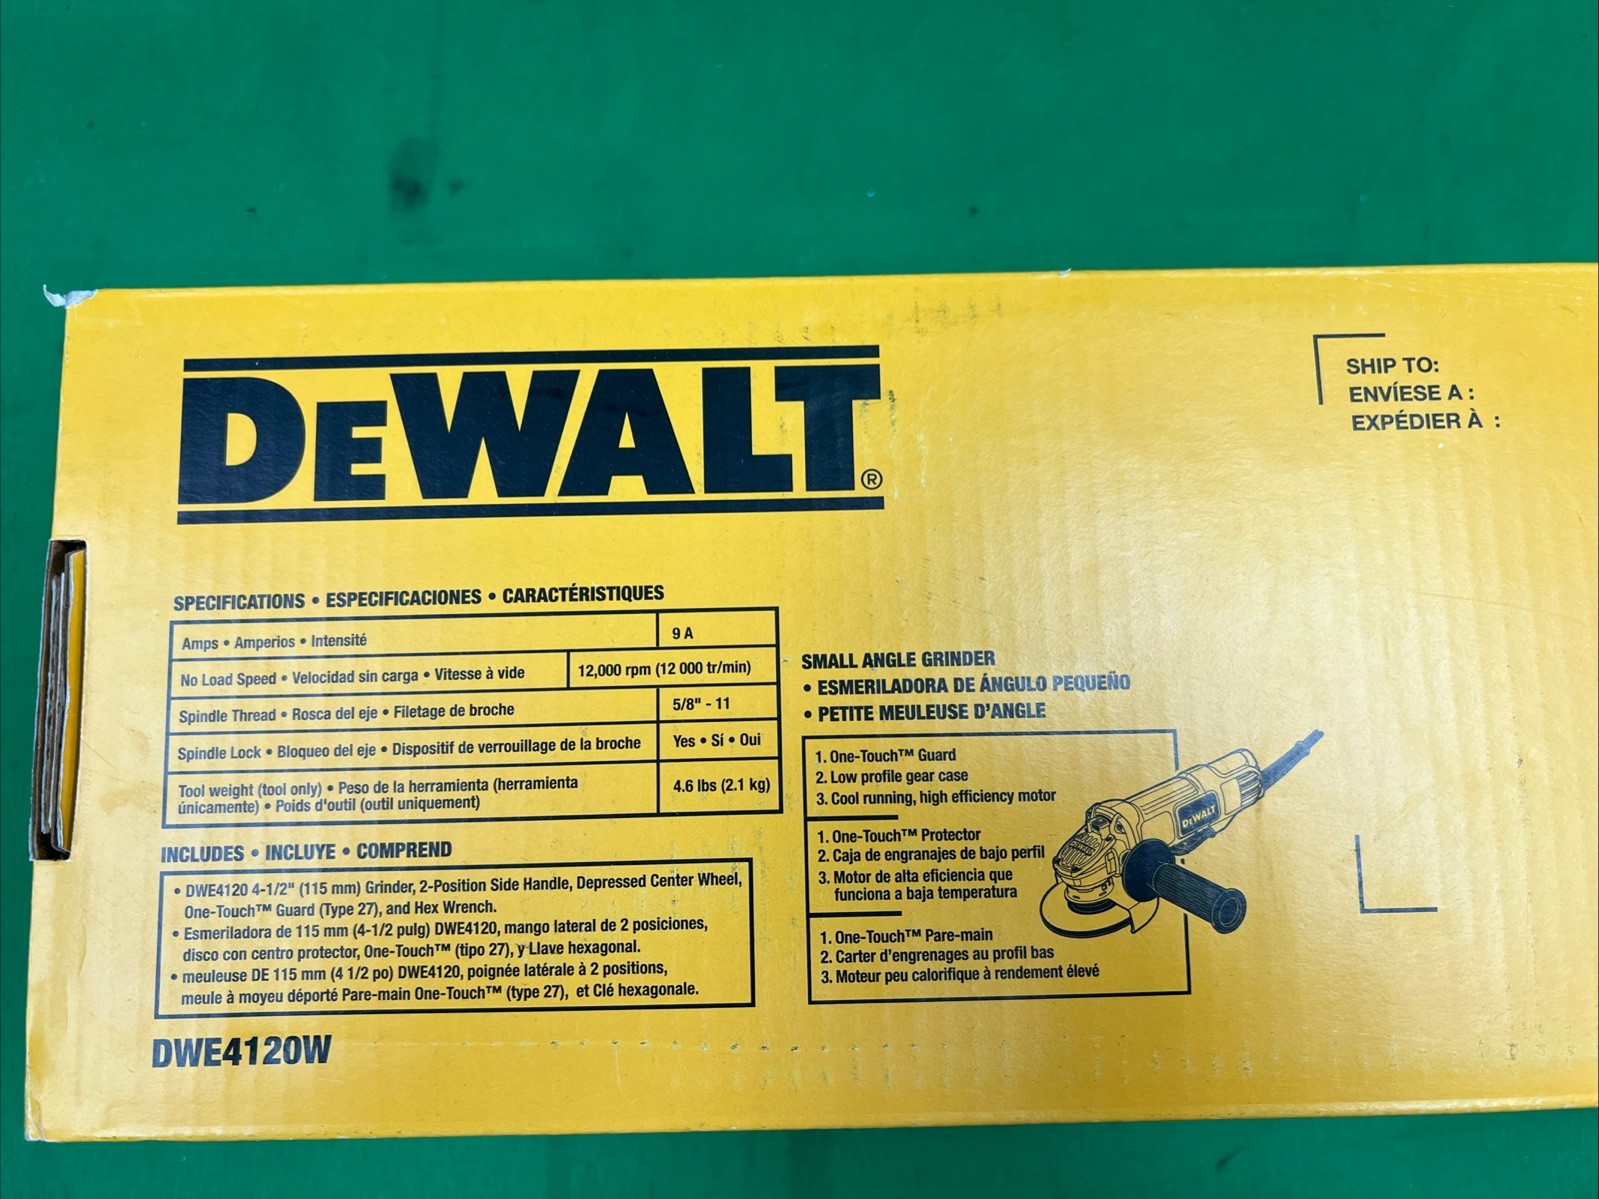 DEWALT®
SHIP TO:
ENVÍESE A :
EXPÉDIER À :
SPECIFICATIONS • ESPECIFICACIONES • CARACTÉRISTIQUES
Amps • Amperios • Intensité 9 A
No Load Speed • Velocidad sin carga • Vitesse à vide 12,000 rpm (12 000 tr/min)
Spindle Thread • Rosca del eje • Filetage de broche 5/8" - 11
Spindle Lock • Bloqueo del eje • Dispositif de verrouillage de la broche Yes • Sí • Oui
Tool weight (tool only) • Peso de la herramienta (herramienta
únicamente) • Poids d'outil (outil uniquement) 4.6 lbs (2.1 kg)
INCLUDES • INCLUYE • COMPREND
• DWE4120 4-1/2" (115 mm) Grinder, 2-Position Side Handle, Depressed Center Wheel,
One-Touch™ Guard (Type 27), and Hex Wrench.
• Esmeriladora de 115 mm (4-1/2 pulg) DWE4120, mango lateral de 2 posiciones,
disco con centro protector, One-Touch™ (tipo 27), y Llave hexagonal.
• meuleuse DE 115 mm (4 1/2 po) DWE4120, poignée latérale à 2 positions,
meule à moyeu déporté Pare-main One-Touch™ (type 27), et Clé hexagonale.
DWE4120W
SMALL ANGLE GRINDER
• ESMERILADORA DE ÁNGULO PEQUEÑO
• PETITE MEULEUSE D'ANGLE
1. One-Touch™ Guard
2. Low profile gear case
3. Cool running, high efficiency motor
1. One-Touch™ Protector
2. Caja de engranajes de bajo perfil
3. Motor de alta eficiencia que
funciona a baja temperatura
1. One-Touch™ Pare-main
2. Carter d'engrenages au profil bas
3. Moteur peu calorifique à rendement élevé
DEWALT